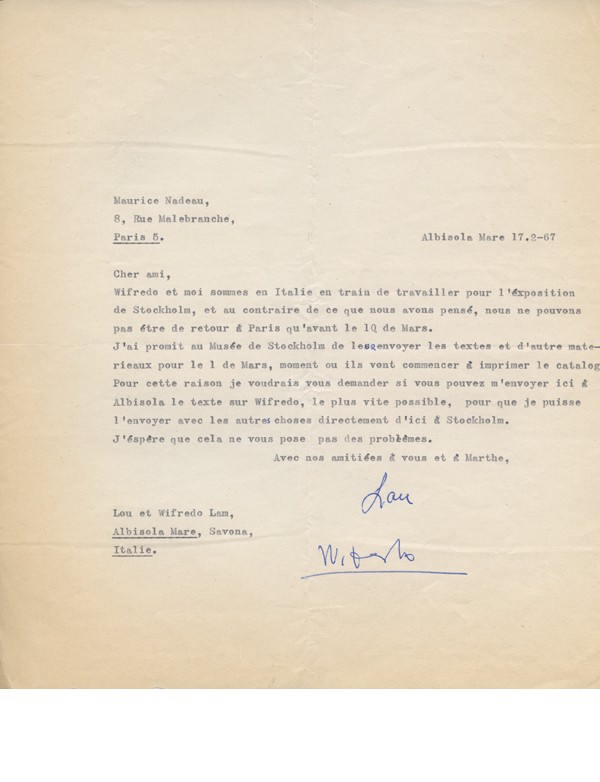 Maurice Nadeau,
8, Rue Malebranche,
Paris 5.
Albisola Mare 17.2-67
Cher ami,
Wifredo et moi sommes en Italie en train de travailler pour l'éxposition
de Stockholm, et au contraire de ce que nous avons pensé, nous ne pouvons
pas étre de retour á Paris qu'avant le 10 de Mars.
J'ai promit au Musée de Stockholm de les renvoyer les textes et d'autre mate-
rieaux pour le 1 de Mars, moment ou ils vont commencer á imprimer le catalog
Pour cette raison je voudrais vous demander si vous pouvez m'envoyer ici á
Albisola le texte sur Wifredo, le plus vite possible, pour que je puisse
l'envoyer avec les autres choses directement d'ici á Stockholm.
J'éspère que cela ne vous pose pas des problèmes.
Avec nos amitiées á vous et á Marthe,
Lou
Lou et Wifredo Lam,
Albisola Mare, Savona,
Italie.
Wifredo